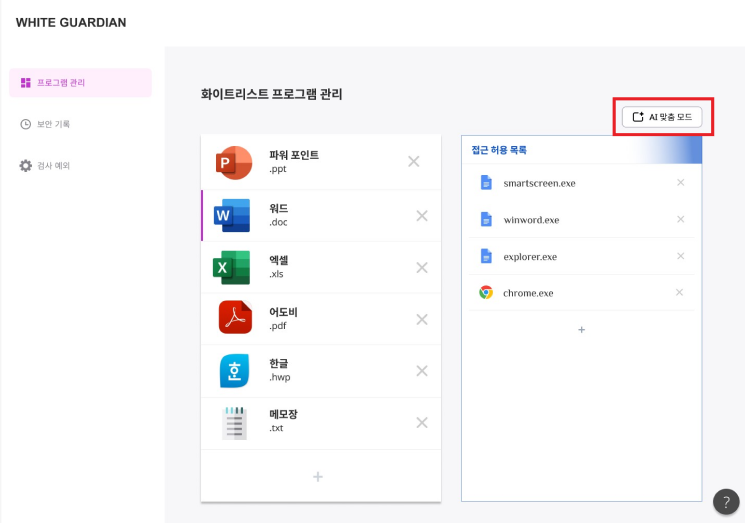 WHITE GUARDIAN
프로그램 관리
보안 기록
검사 예외
화이트리스트 프로그램 관리
AI 맞춤 모드
파워 포인트
.ppt
워드
.doc
엑셀
.xls
어도비
.pdf
한글
.hwp
메모장
.txt
+
접근 허용 목록
smartscreen.exe
winword.exe
explorer.exe
chrome.exe
+
?